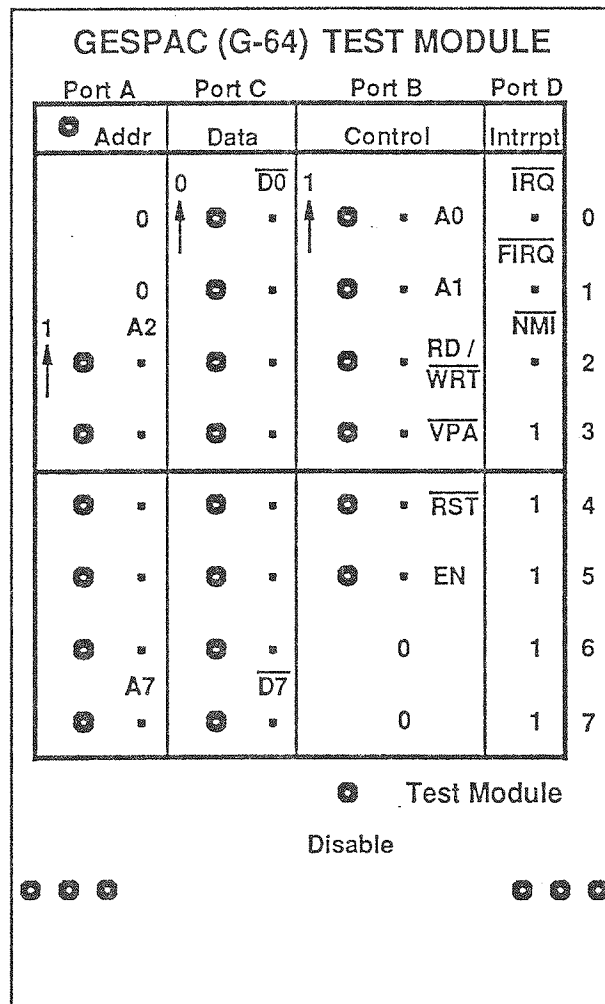 GESPAC (G-64) TEST MODULE
Port A Port C Port B Port D
Addr Data Control Intrrpt
0 D0 1 IRQ
0 A0 0
FIRQ
0 A1 1
1 A2 NMI
RD / WRT 2
VPA 1 3
RST 1 4
EN 1 5
0 1 6
A7 D7
0 1 7
Test Module
Disable